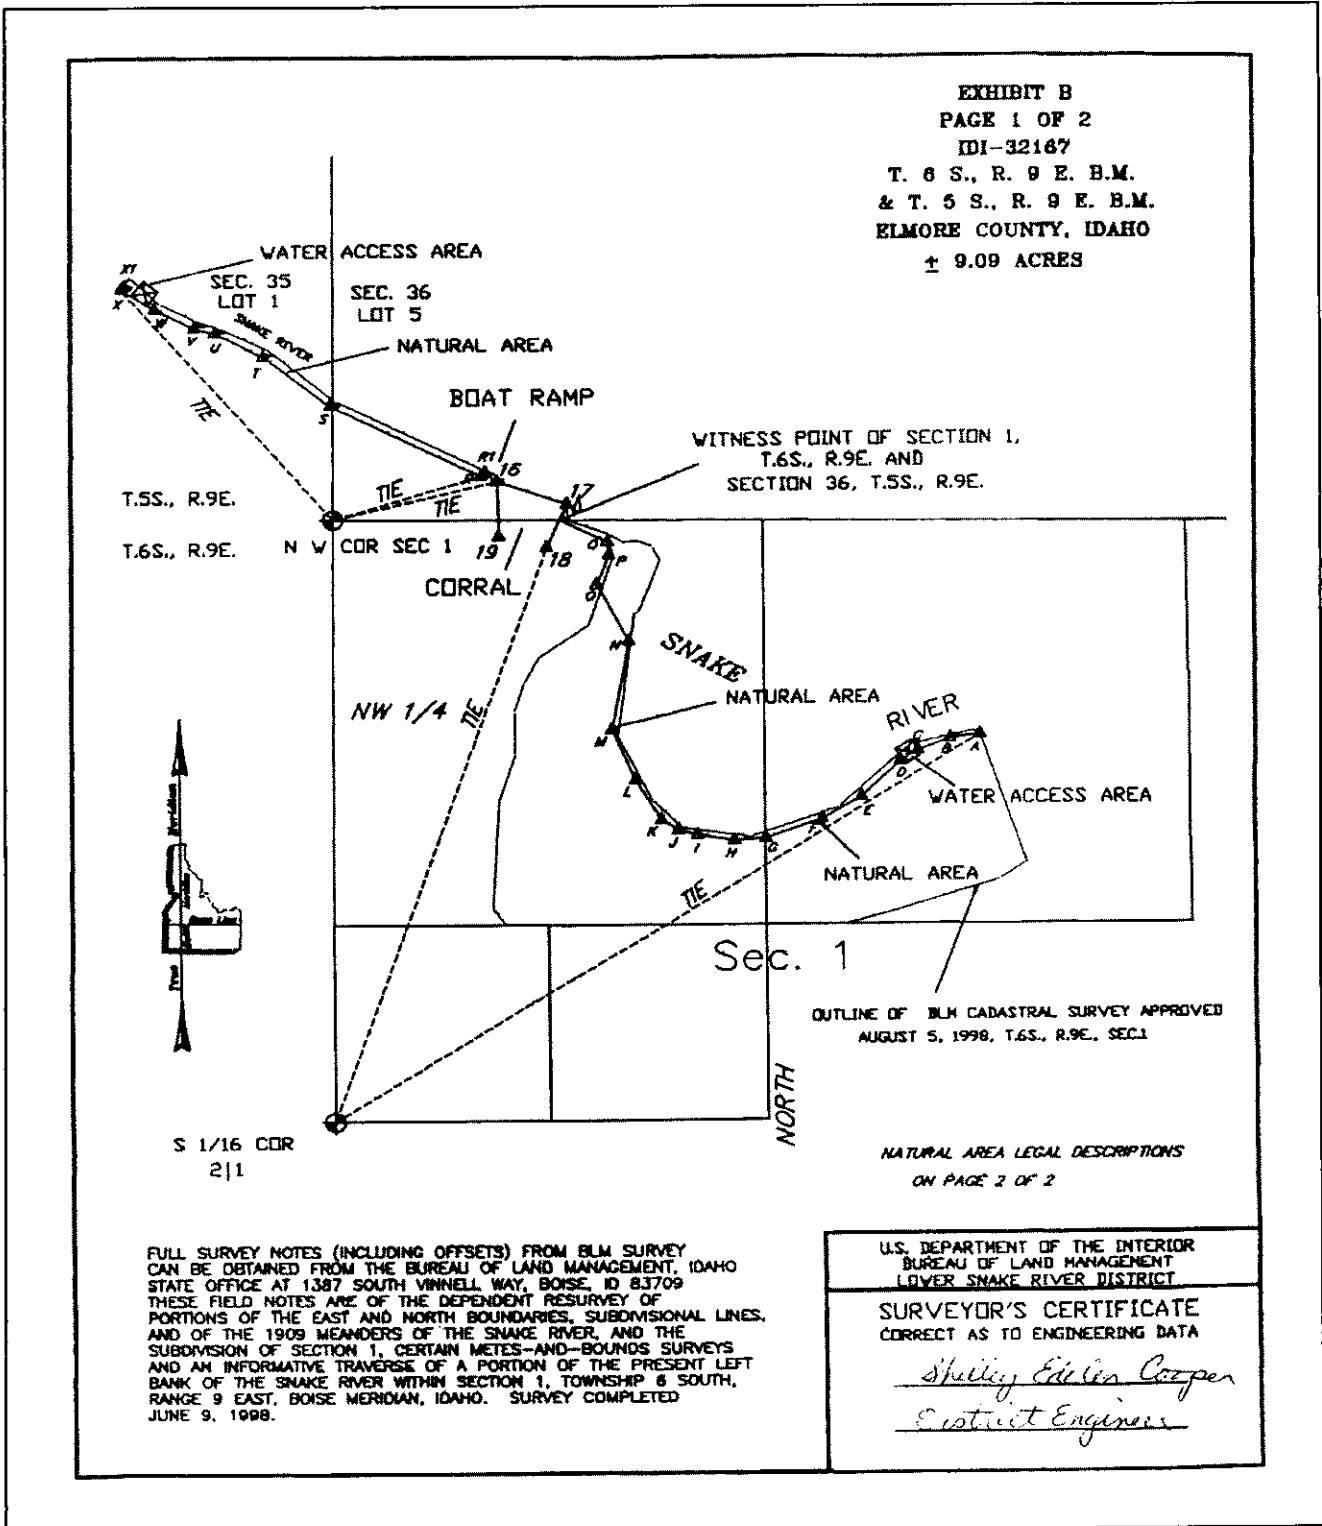 EXHIBIT B
PAGE 1 OF 2
IDI-32167
T. 6 S., R. 9 E. B.M.
& T. 5 S., R. 9 E. B.M.
ELMORE COUNTY, IDAHO
± 9.09 ACRES
WATER ACCESS AREA
X1
X
SEC. 35
LOT 1
SEC. 36
LOT 5
SNAKE RIVER
W
V
U
T
NATURAL AREA
TIE
S
BOAT RAMP
WITNESS POINT OF SECTION 1,
T.6S., R.9E. AND
SECTION 36, T.5S., R.9E.
R1
16
17
T.5S., R.9E.
TIE
TIE
T.6S., R.9E.
N W COR SEC 1
19
18
P
CORRAL
N
SNAKE
NATURAL AREA
NW 1/4
TIE
M
RIVER
C
B
A
D
L
WATER ACCESS AREA
E
K
J
I
H
G
F
NATURAL AREA
TIE
True
Meridian
Base Line
Sec. 1
OUTLINE OF BLM CADASTRAL SURVEY APPROVED
AUGUST 5, 1998, T.6S., R.9E., SEC.1
NORTH
S 1/16 COR
2|1
NATURAL AREA LEGAL DESCRIPTIONS
ON PAGE 2 OF 2
FULL SURVEY NOTES (INCLUDING OFFSETS) FROM BLM SURVEY
CAN BE OBTAINED FROM THE BUREAU OF LAND MANAGEMENT, IDAHO
STATE OFFICE AT 1387 SOUTH VINNELL WAY, BOISE, ID 83709
THESE FIELD NOTES ARE OF THE DEPENDENT RESURVEY OF
PORTIONS OF THE EAST AND NORTH BOUNDARIES, SUBDIVISIONAL LINES,
AND OF THE 1909 MEANDERS OF THE SNAKE RIVER, AND THE
SUBDIVISION OF SECTION 1, CERTAIN METES-AND-BOUNDS SURVEYS
AND AN INFORMATIVE TRAVERSE OF A PORTION OF THE PRESENT LEFT
BANK OF THE SNAKE RIVER WITHIN SECTION 1, TOWNSHIP 6 SOUTH,
RANGE 9 EAST, BOISE MERIDIAN, IDAHO. SURVEY COMPLETED
JUNE 9, 1998.
U.S. DEPARTMENT OF THE INTERIOR
BUREAU OF LAND MANAGEMENT
LOWER SNAKE RIVER DISTRICT
SURVEYOR'S CERTIFICATE
CORRECT AS TO ENGINEERING DATA
Shelley Edelen Cooper
District Engineer